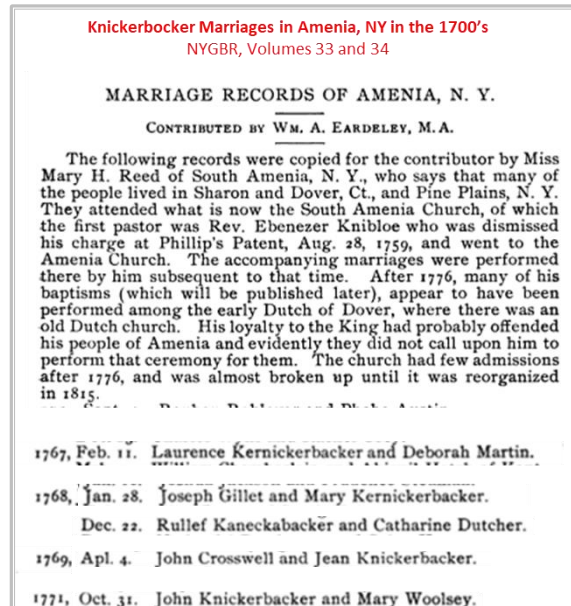 Knickerbocker Marriages in Amenia, NY in the 1700’s
NYGBR, Volumes 33 and 34
MARRIAGE RECORDS OF AMENIA, N. Y.
CONTRIBUTED BY WM. A. EARDELEY, M.A.
The following records were copied for the contributor by Miss
Mary H. Reed of South Amenia, N. Y., who says that many of
the people lived in Sharon and Dover, Ct., and Pine Plains, N. Y.
They attended what is now the South Amenia Church, of which
the first pastor was Rev. Ebenezer Knibloe who was dismissed
his charge at Phillip's Patent, Aug. 28, 1759, and went to the
Amenia Church. The accompanying marriages were performed
there by him subsequent to that time. After 1776, many of his
baptisms (which will be published later), appear to have been
performed among the early Dutch of Dover, where there was an
old Dutch church. His loyalty to the King had probably offended
his people of Amenia and evidently they did not call upon him to
perform that ceremony for them. The church had few admissions
after 1776, and was almost broken up until it was reorganized
in 1815.
1767, Feb. 11. Laurence Kernickerbacker and Deborah Martin.
1768, Jan. 28. Joseph Gillet and Mary Kernickerbacker.
Dec. 22. Rullef Kaneckabacker and Catharine Dutcher.
1769, Apl. 4. John Crosswell and Jean Knickerbacker.
1771, Oct. 31. John Knickerbacker and Mary Woolsey.